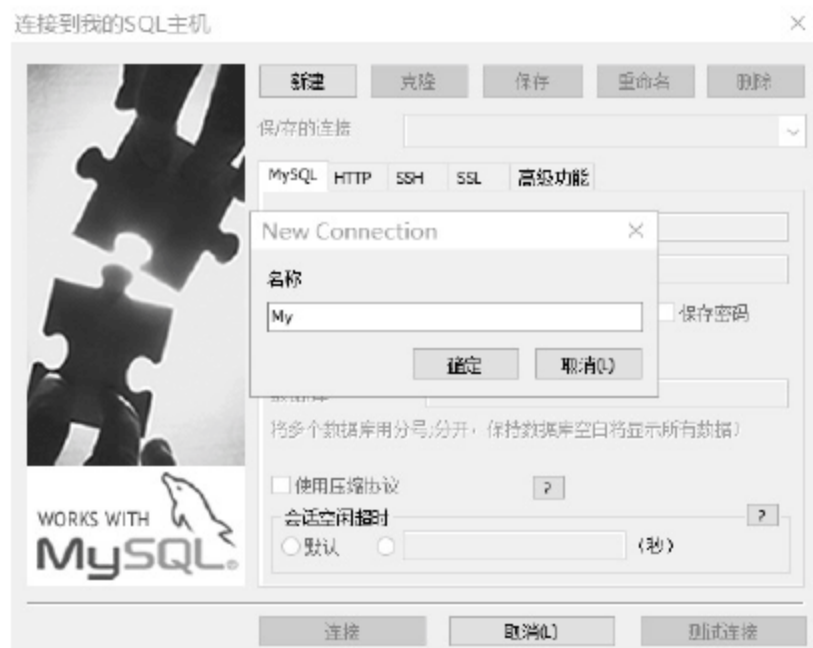 连接到我的SQL主机
新建 克隆 保存 重命名 删除
保/存的连接
MySQL HTTP SSH SSL 高级功能
New Connection
名称
My
保存密码
确定 取消(L)
将多个数据库用分号;分开,(保持数据库空白将显示所有数据)
使用压缩协议 ?
会话空闲超时 ?
默认 (秒)
WORKS WITH
MySQL®
连接 取消(L) 测试连接